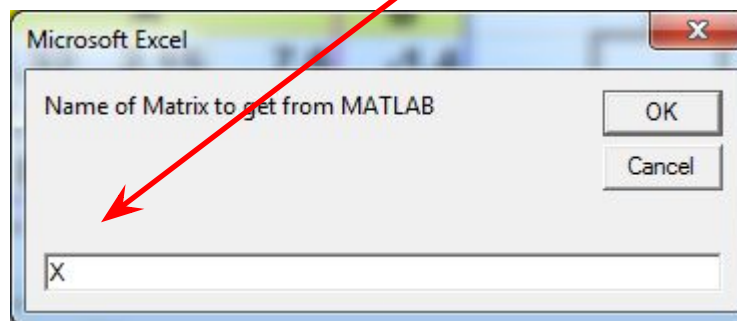 Microsoft Excel
Name of Matrix to get from MATLAB
OK
Cancel
X